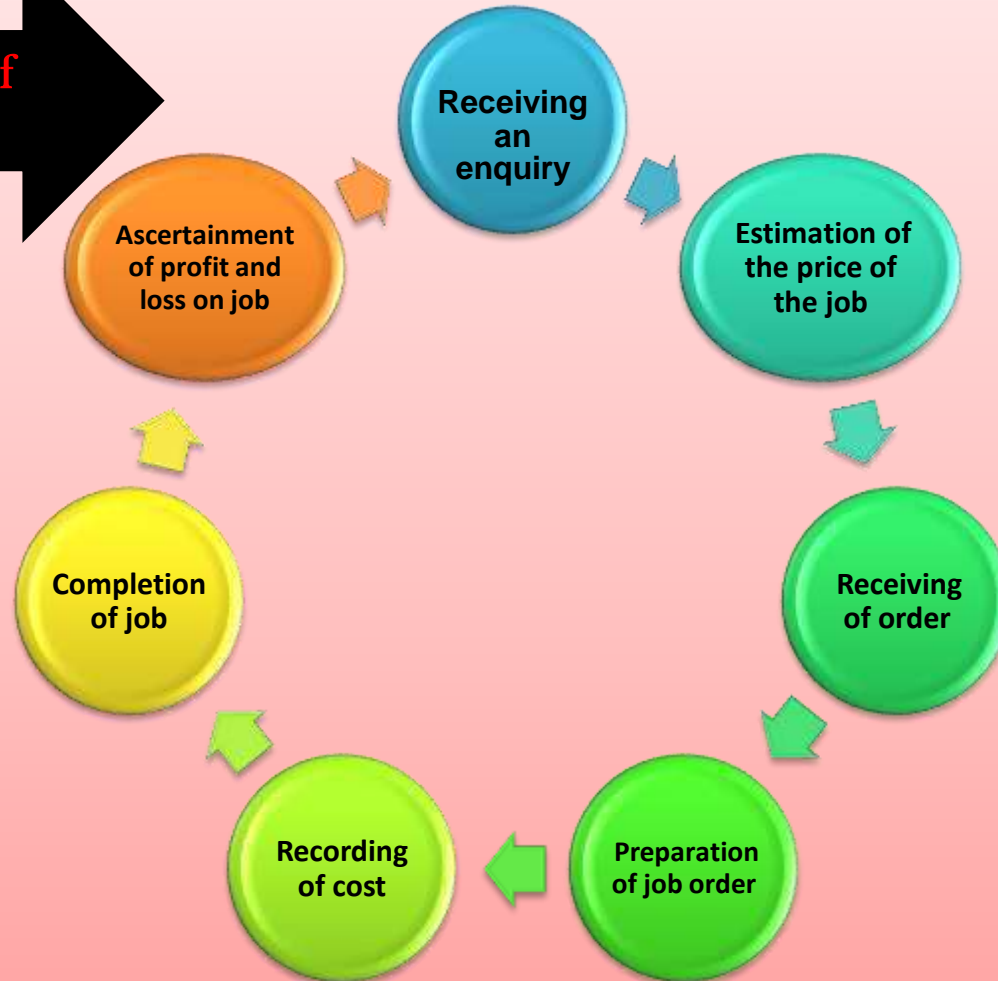 f
Receiving
an
enquiry
Estimation of
the price of
the job
Receiving
of order
Preparation
of job order
Recording
of cost
Completion
of job
Ascertainment
of profit and
loss on job